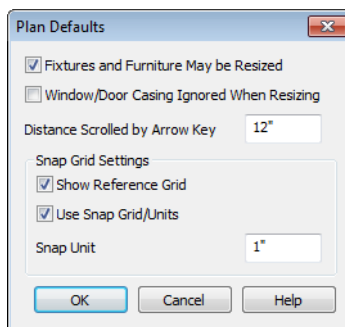 Plan Defaults
Fixtures and Furniture May be Resized
Window/Door Casing Ignored When Resizing
Distance Scrolled by Arrow Key 12"
Snap Grid Settings
Show Reference Grid
Use Snap Grid/Units
Snap Unit 1"
OK Cancel Help